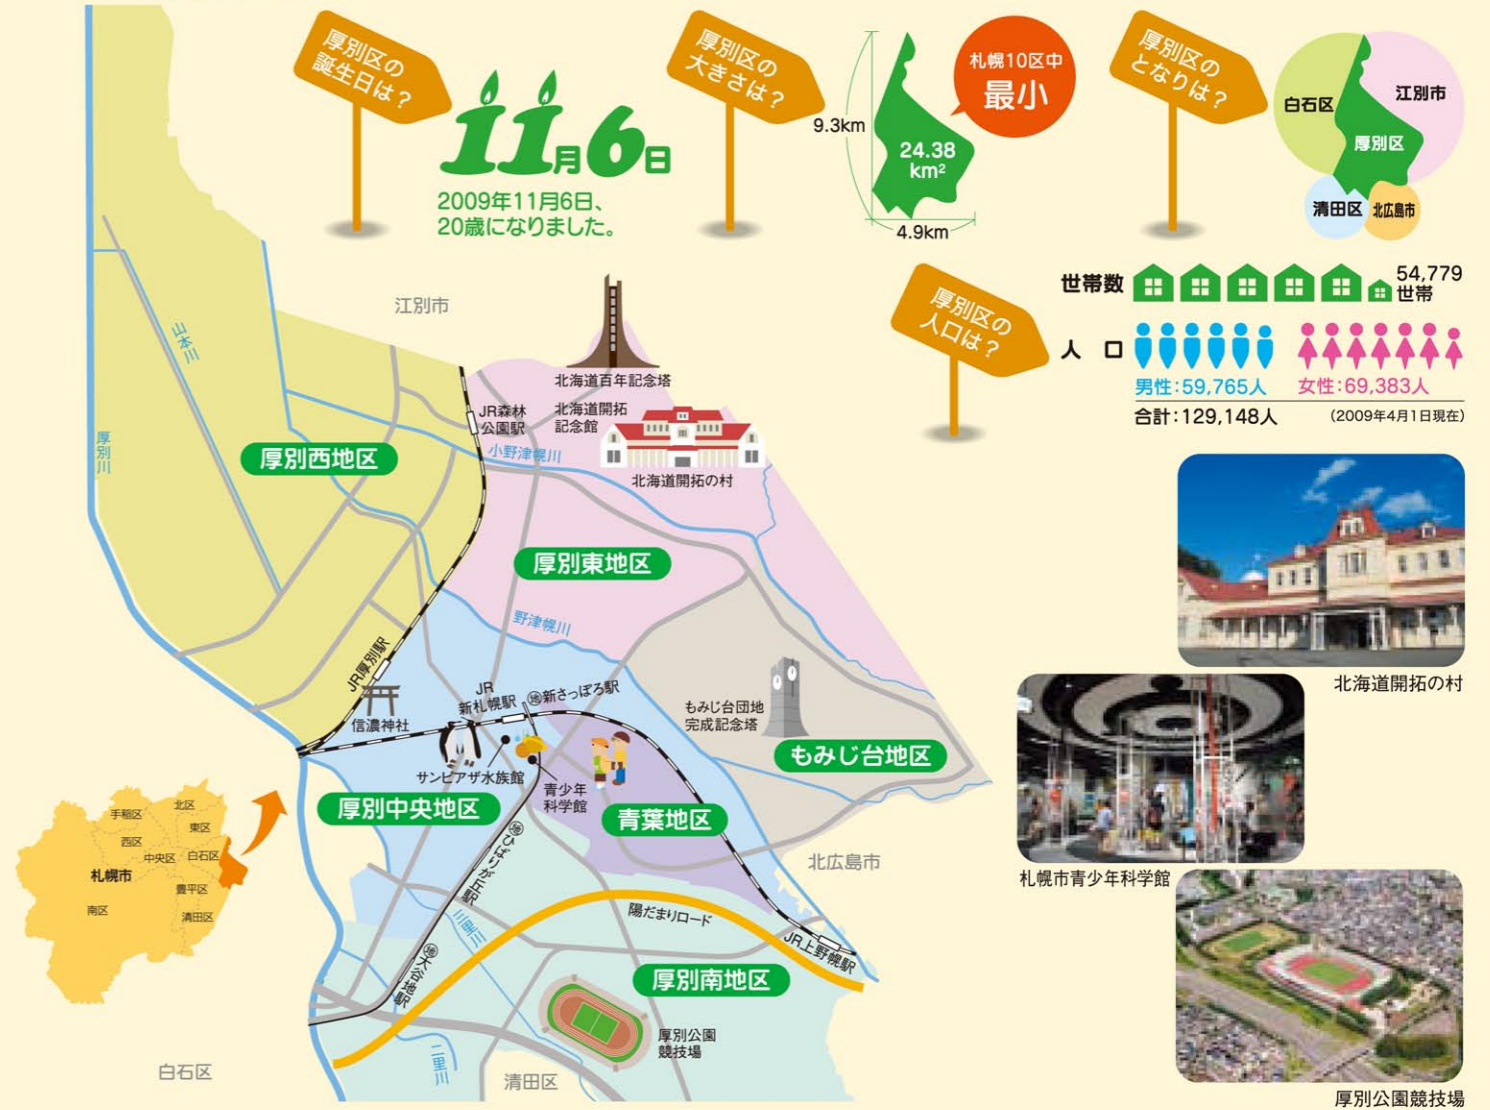 厚別区の
誕生日は？
11月6日
2009年11月6日、
20歳になりました。
厚別区の
大きさは？
9.3km
24.38
km²
4.9km
札幌10区中
最小
厚別区の
となりは？
白石区
江別市
厚別区
清田区
北広島市
厚別区の
人口は？
世帯数
54,779
世帯
人 口
男性：59,765人
女性：69,383人
合計：129,148人
（2009年4月1日現在）
江別市
山本川
厚別川
北海道百年記念塔
JR森林
公園駅
北海道開拓
記念館
小野津幌川
北海道開拓の村
厚別西地区
厚別東地区
野津幌川
JR厚別駅
信濃神社
JR
新札幌駅
地新さっぽろ駅
サンピアザ水族館
青少年
科学館
もみじ台団地
完成記念塔
もみじ台地区
厚別中央地区
青葉地区
地ひばりが丘駅
北広島市
三里川
陽だまりロード
JR上野幌駅
地大谷地駅
厚別南地区
厚別公園
競技場
二里川
白石区
清田区
手稲区
北区
東区
西区
中央区
白石区
札幌市
豊平区
南区
清田区
北海道開拓の村
札幌市青少年科学館
厚別公園競技場